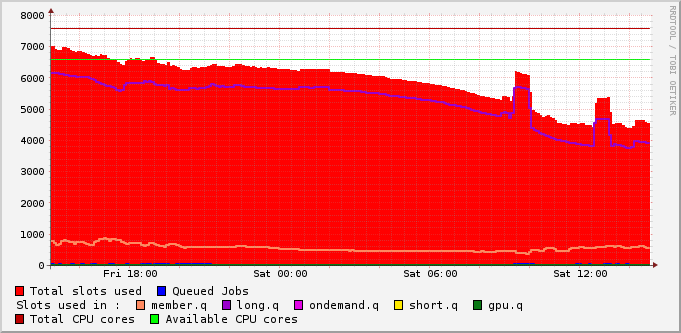 RRDTOOL / TOBI OETIKER
8000
7000
6000
5000
4000
3000
2000
1000
0
Fri 18:00 Sat 00:00 Sat 06:00 Sat 12:00
Total slots used Queued Jobs
Slots used in : member.q long.q ondemand.q short.q gpu.q
Total CPU cores Available CPU cores